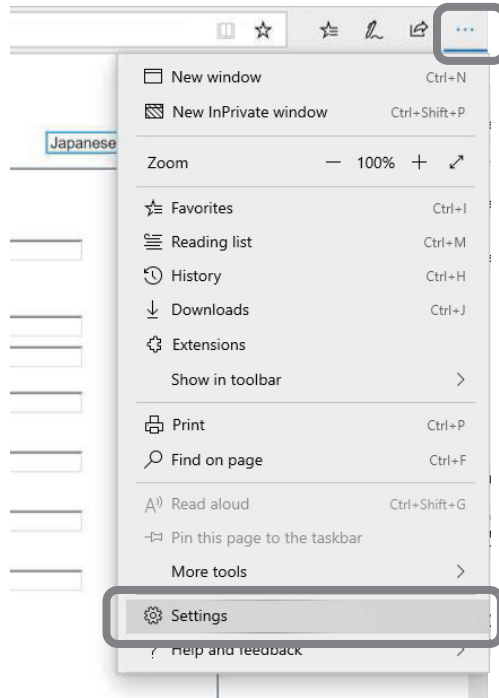 Japanese
New window Ctrl+N
New InPrivate window Ctrl+Shift+P
Zoom — 100% +
Favorites Ctrl+I
Reading list Ctrl+M
History Ctrl+H
Downloads Ctrl+J
Extensions
Show in toolbar >
Print Ctrl+P
Find on page Ctrl+F
A)) Read aloud Ctrl+Shift+G
Pin this page to the taskbar
More tools >
Settings
? Help and feedback >